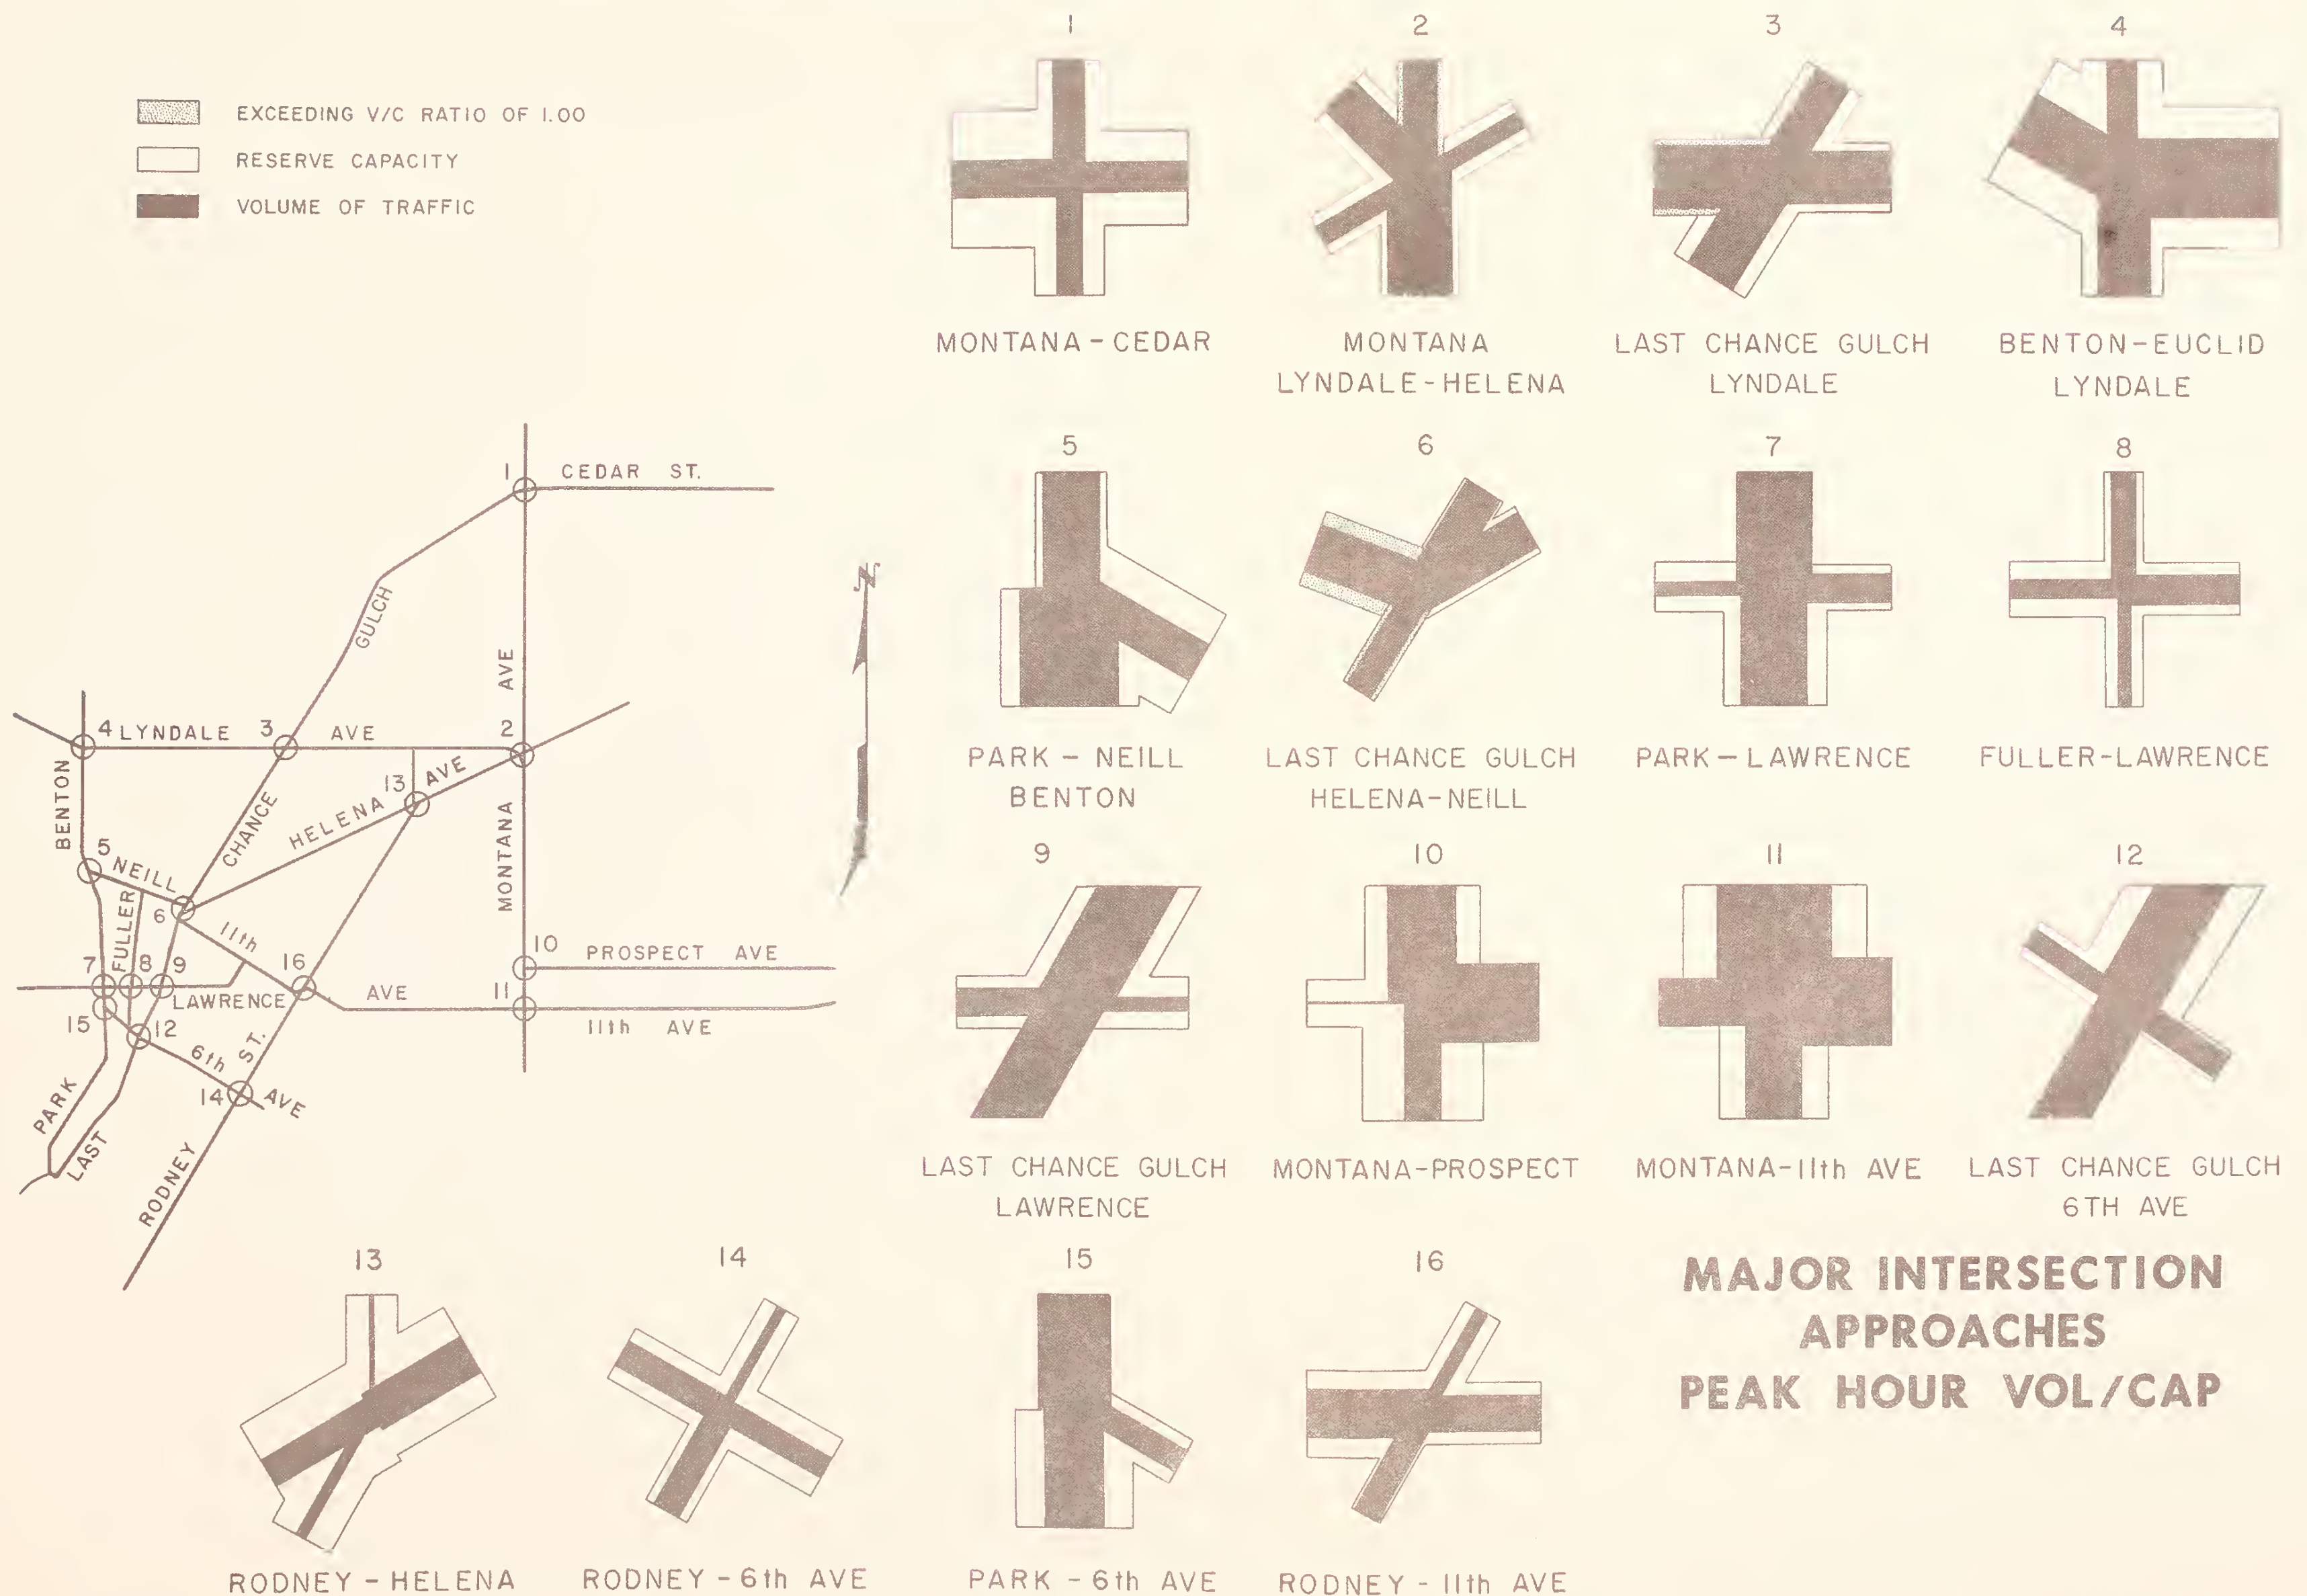 EXCEEDING V/C RATIO OF 1.00
RESERVE CAPACITY
VOLUME OF TRAFFIC
1
MONTANA - CEDAR
2
MONTANA
LYNDALE - HELENA
3
LAST CHANCE GULCH
LYNDALE
4
BENTON-EUCLID
LYNDALE
5
PARK - NEILL
BENTON
6
LAST CHANCE GULCH
HELENA-NEILL
7
PARK - LAWRENCE
8
FULLER-LAWRENCE
9
LAST CHANCE GULCH
LAWRENCE
10
MONTANA-PROSPECT
11
MONTANA-11th AVE
12
LAST CHANCE GULCH
6TH AVE
13
RODNEY - HELENA
14
RODNEY - 6th AVE
15
PARK - 6th AVE
16
RODNEY - 11th AVE
MAJOR INTERSECTION
APPROACHES
PEAK HOUR VOL/CAP
1
CEDAR ST.
GULCH
MONTANA AVE
N
4 LYNDALE 3 AVE 2
BENTON
13
HELENA AVE
CHANCE
5
NEILL
6
FULLER
11th
10
PROSPECT AVE
7 8 9
16
LAWRENCE
AVE
11
11th AVE
15
12
6th
ST.
14
AVE
PARK
LAST
RODNEY